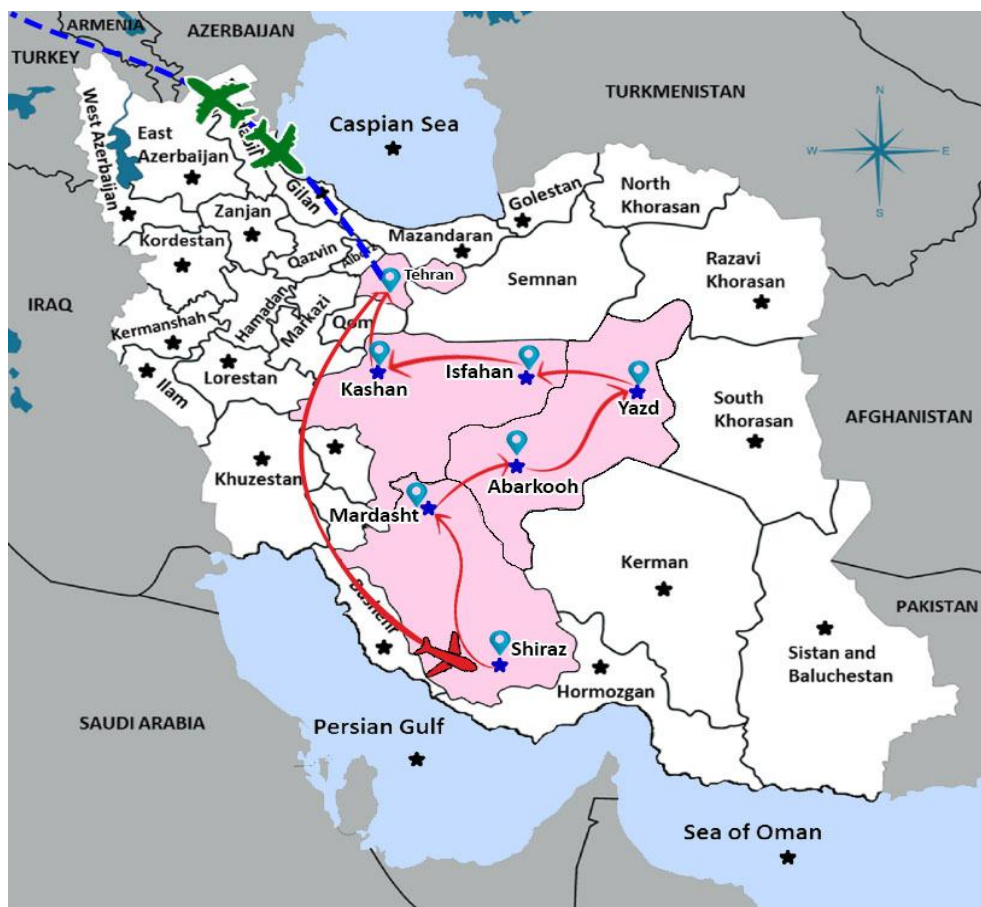 ARMENIA
AZERBAIJAN
TURKEY
TURKMENISTAN
N
W
E
S
Caspian Sea
West Azerbaijan
East
Azerbaijan
Gilan
Golestan
North
Khorasan
Zanjan
Mazandaran
Kordestan
Qazvin
Tehran
Semnan
Razavi
Khorasan
IRAQ
Hamadan
Markazi
Qom
Kermanshah
Lorestan
Ilam
Kashan
Isfahan
Yazd
South
Khorasan
AFGHANISTAN
Khuzestan
Abarkooh
Mardasht
Kerman
Bushehr
PAKISTAN
Shiraz
Sistan and
Baluchestan
Hormozgan
SAUDI ARABIA
Persian Gulf
Sea of Oman